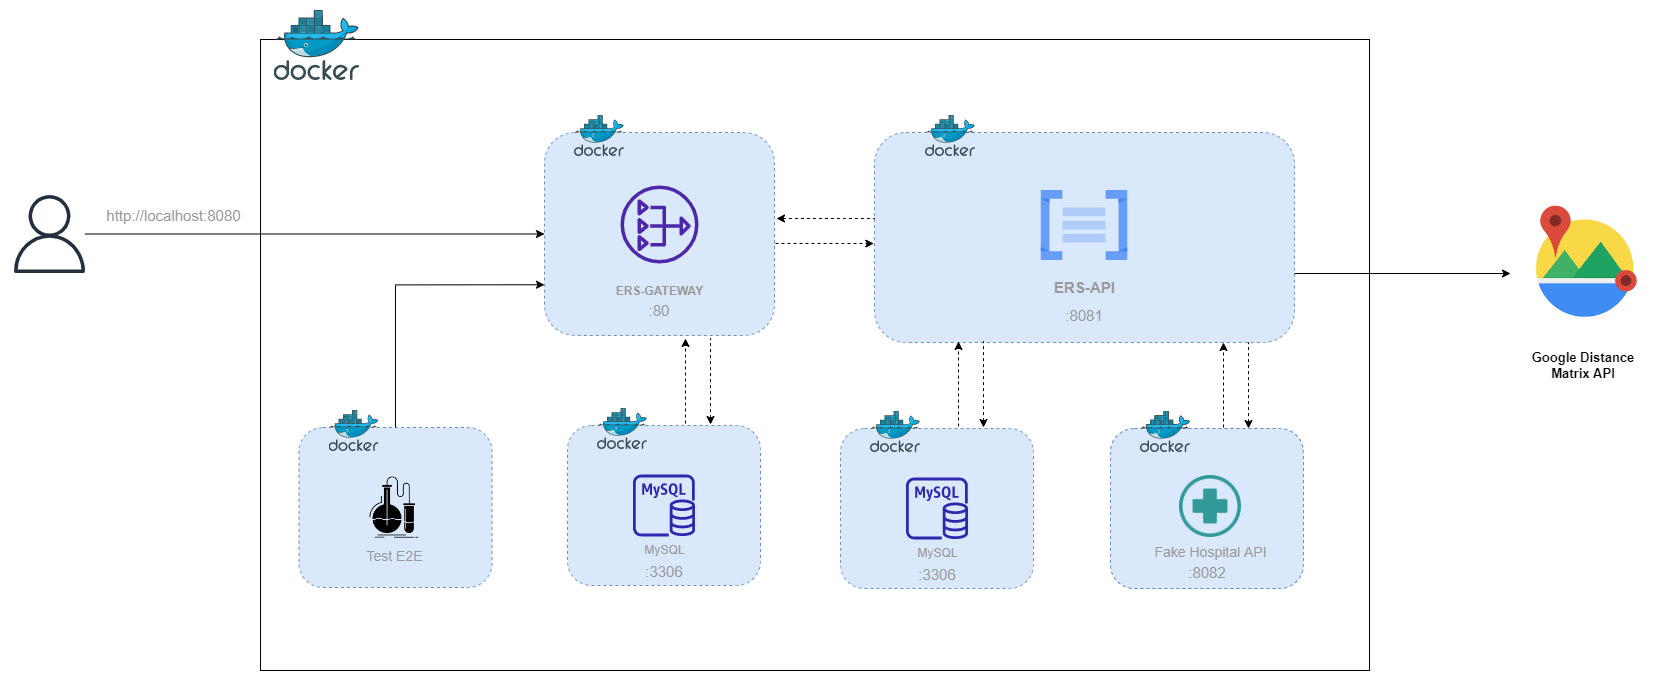 docker
docker
docker
http://localhost:8080
ERS-GATEWAY
:80
ERS-API
:8081
Google Distance
Matrix API
docker
docker
docker
docker
MySQL
MySQL
Test E2E
MySQL
:3306
MySQL
:3306
Fake Hospital API
:8082